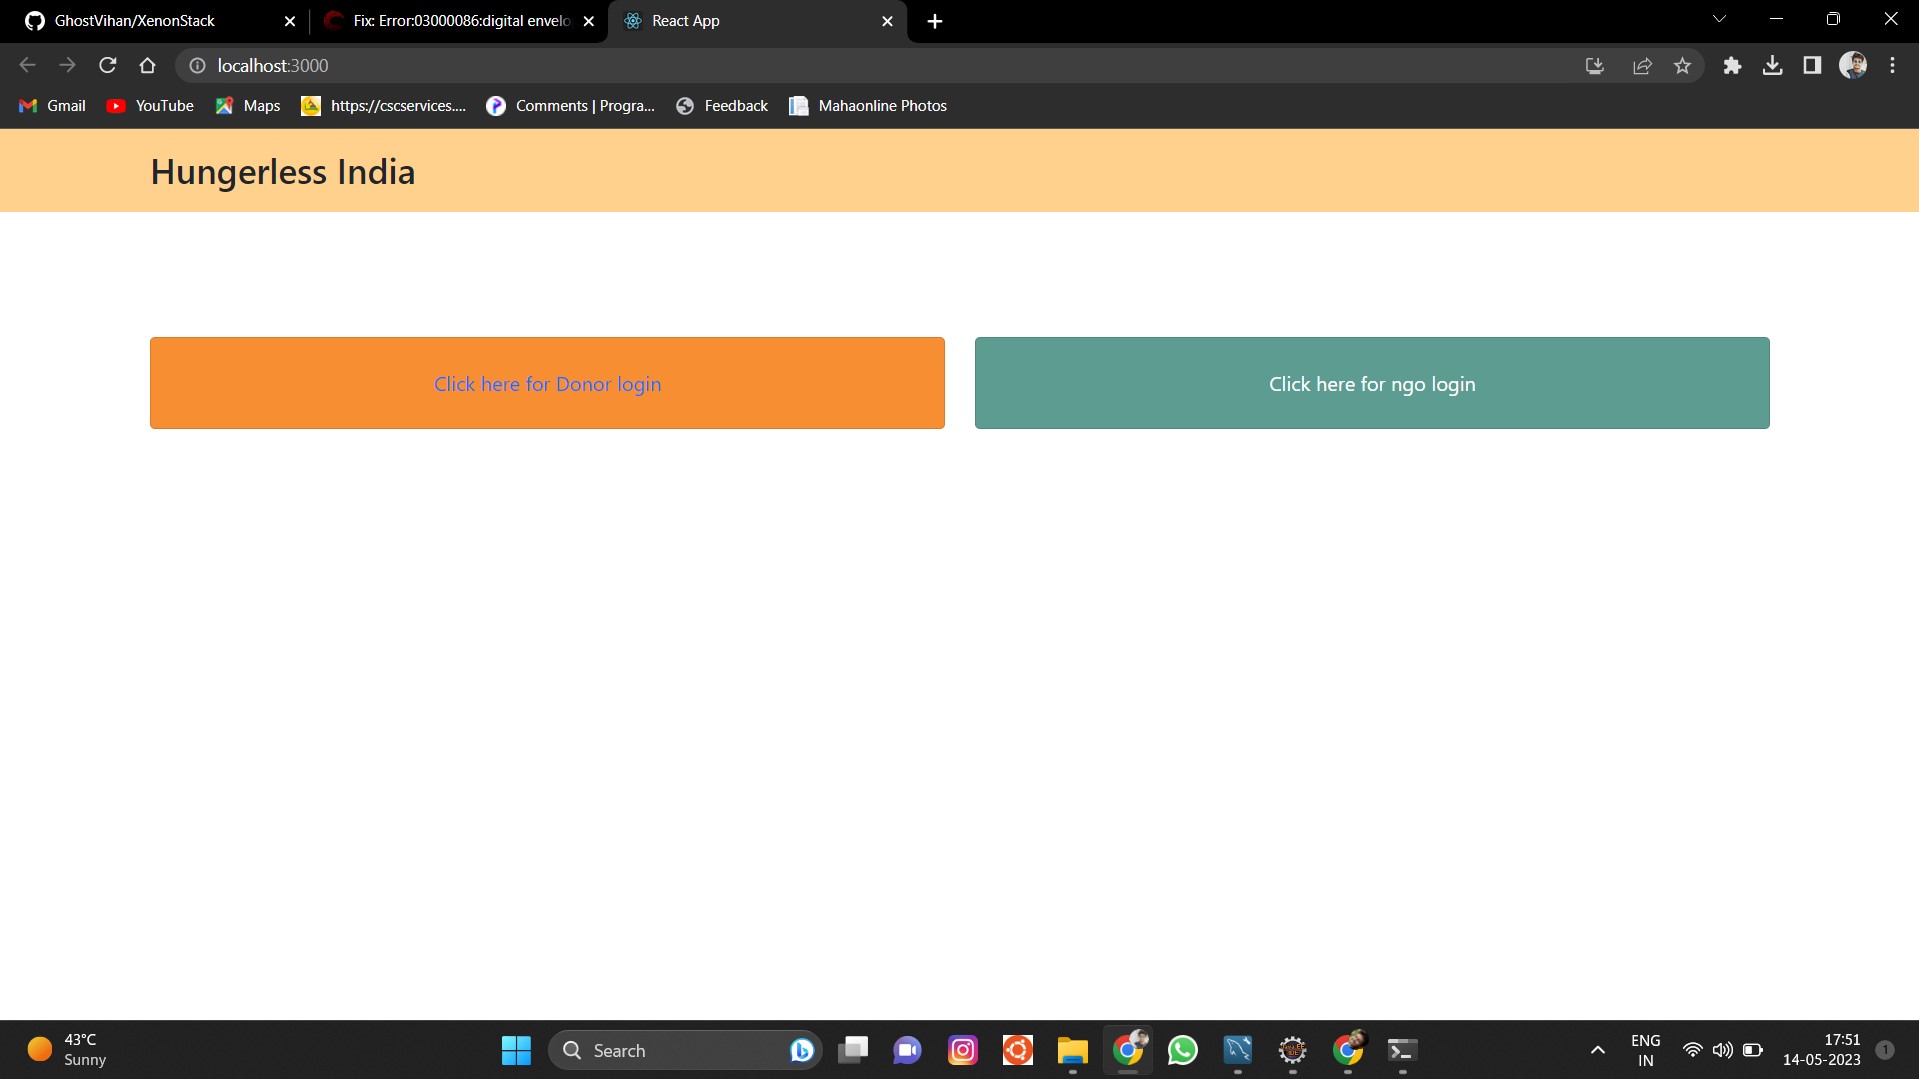 GhostVihan/XenonStack
Fix: Error:03000086:digital envelo
React App
localhost:3000
Gmail
YouTube
Maps
https://cscservices....
Comments | Progra...
Feedback
Mahaonline Photos
Hungerless India
Click here for Donor login
Click here for ngo login
43°C
Sunny
Search
ENG
IN
17:51
14-05-2023
1